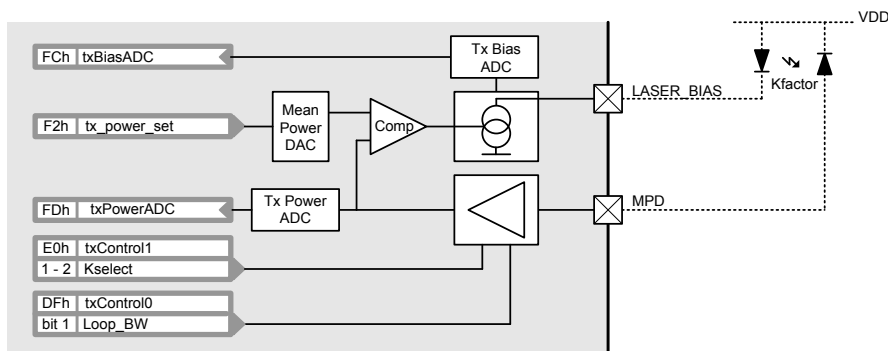 VDD
FCh txBiasADC
Tx Bias
ADC
Kfactor
LASER_BIAS
F2h tx_power_set
Mean
Power
DAC
Comp
FDh txPowerADC
Tx Power
ADC
MPD
E0h txControl1
1 - 2 Kselect
DFh txControl0
bit 1 Loop_BW